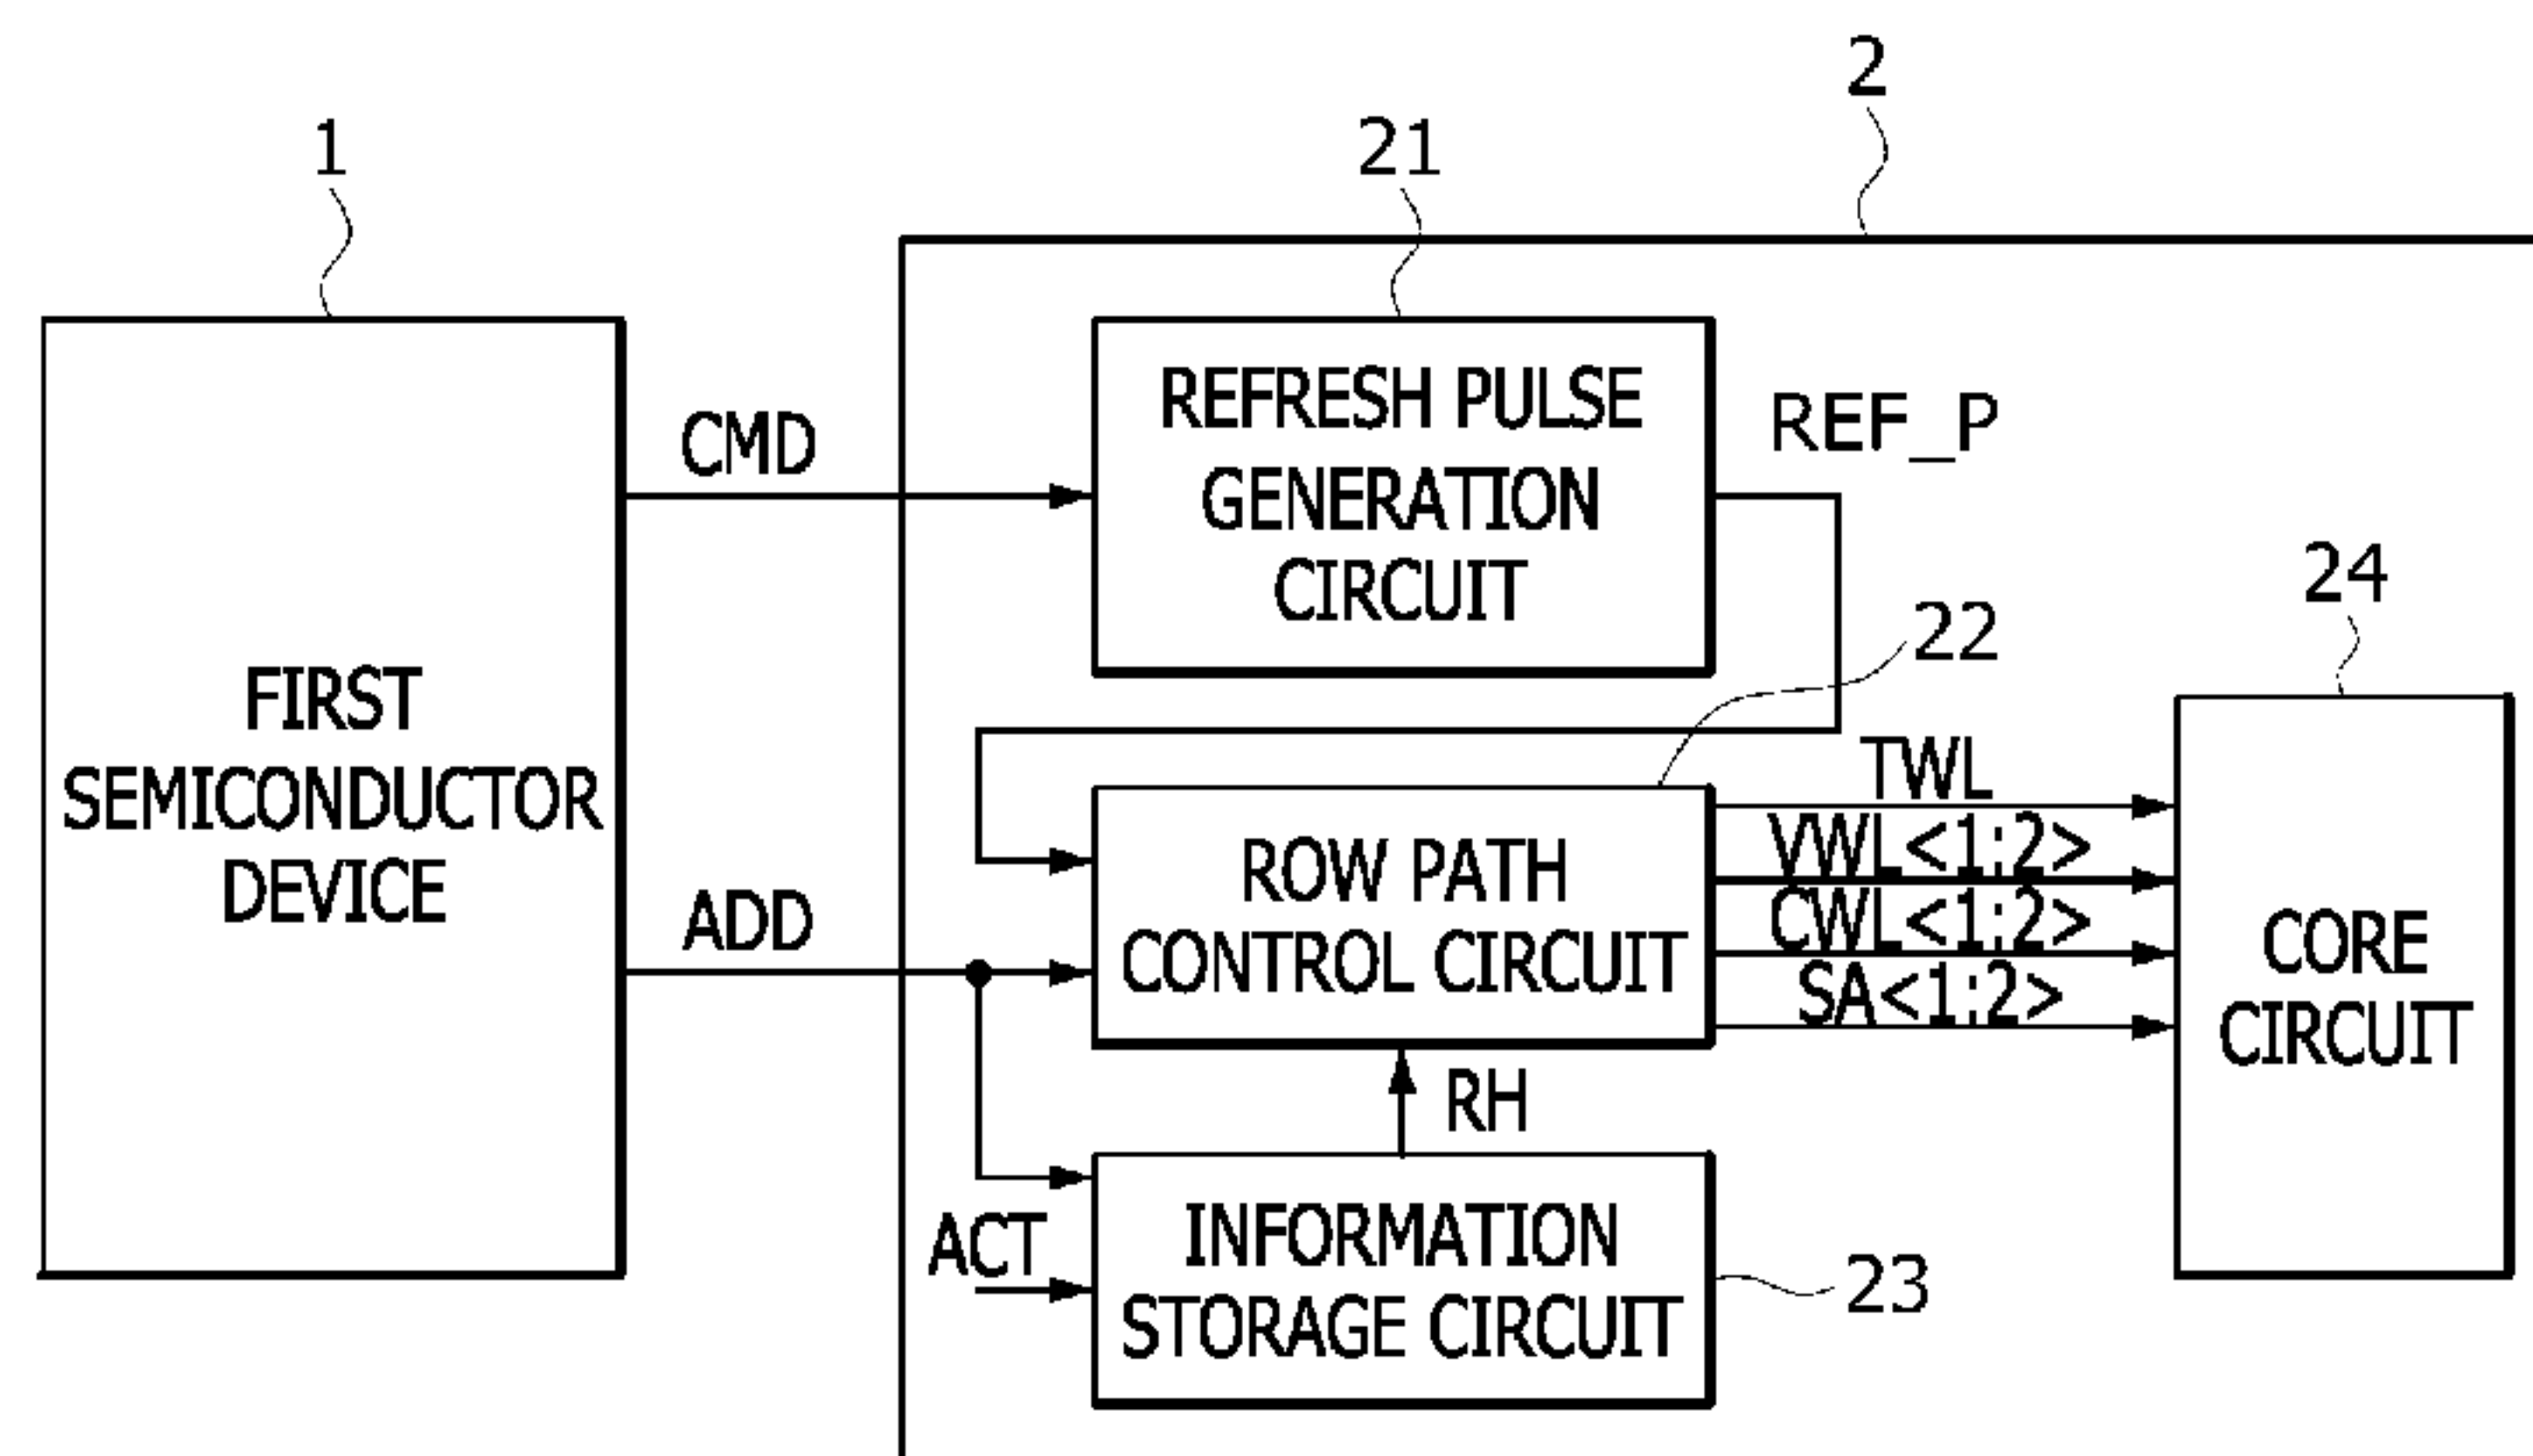 2
1
21
REFRESH PULSE
GENERATION
CIRCUIT
REF_P
CMD
24
22
FIRST
SEMICONDUCTOR
DEVICE
TWL
VWL<1:2>
CWL<1:2>
SA<1:2>
ROW PATH
CONTROL CIRCUIT
ADD
CORE
CIRCUIT
RH
ACT
INFORMATION
STORAGE CIRCUIT
23